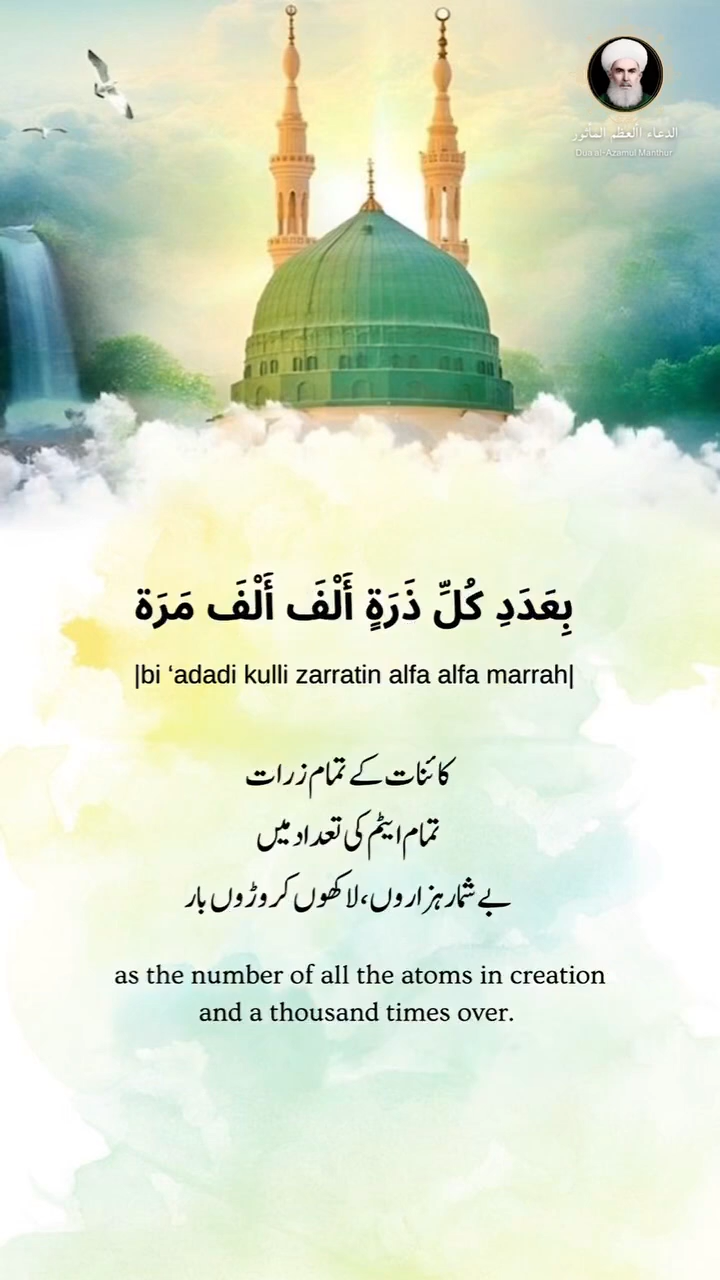 الدعاء الأعظم المأثور
Dua al-Azamul Manthur
بِعَدَدِ كُلِّ ذَرَةٍ أَلْفَ أَلْفَ مَرَة
|bi ‘adadi kulli zarratin alfa alfa marrah|
کائنات کے تمام زرات
تمام ایٹم کی تعداد میں
بے شمار ہزاروں، لاکھوں کروڑوں بار
as the number of all the atoms in creation
and a thousand times over.